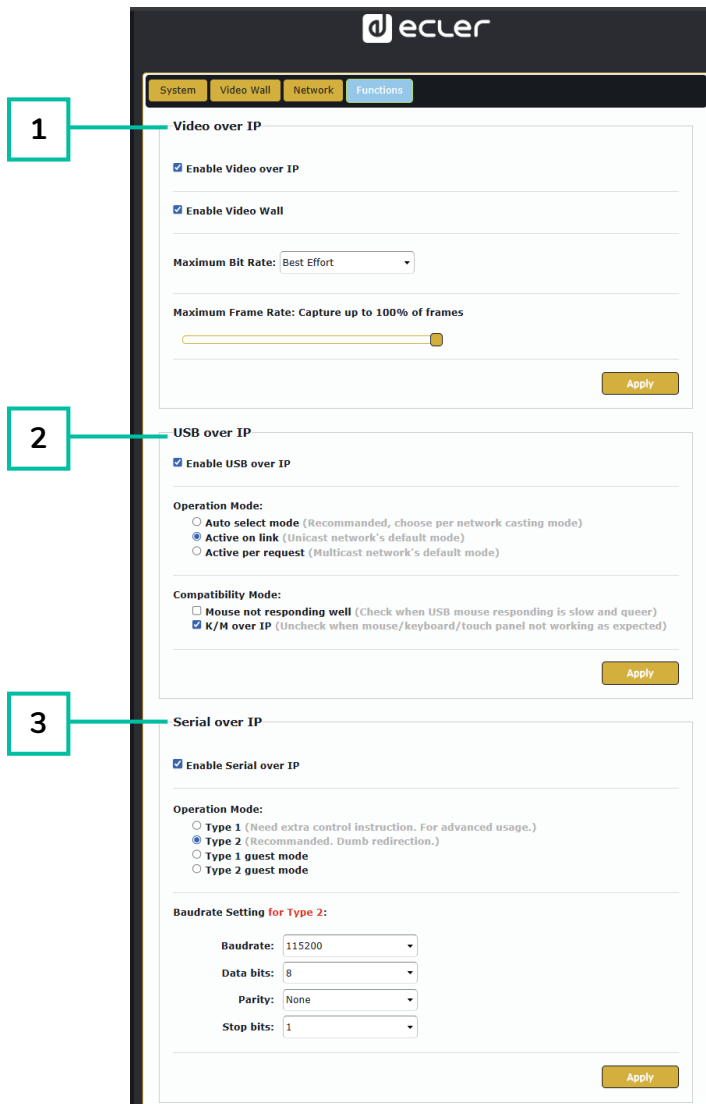 ecler
System Video Wall Network Functions
1
Video over IP
Enable Video over IP
Enable Video Wall
Maximum Bit Rate: Best Effort
Maximum Frame Rate: Capture up to 100% of frames
Apply
2
USB over IP
Enable USB over IP
Operation Mode:
Auto select mode (Recommanded, choose per network casting mode)
Active on link (Unicast network's default mode)
Active per request (Multicast network's default mode)
Compatibility Mode:
Mouse not responding well (Check when USB mouse responding is slow and queer)
K/M over IP (Uncheck when mouse/keyboard/touch panel not working as expected)
Apply
3
Serial over IP
Enable Serial over IP
Operation Mode:
Type 1 (Need extra control instruction. For advanced usage.)
Type 2 (Recommanded. Dumb redirection.)
Type 1 guest mode
Type 2 guest mode
Baudrate Setting for Type 2:
Baudrate: 115200
Data bits: 8
Parity: None
Stop bits: 1
Apply